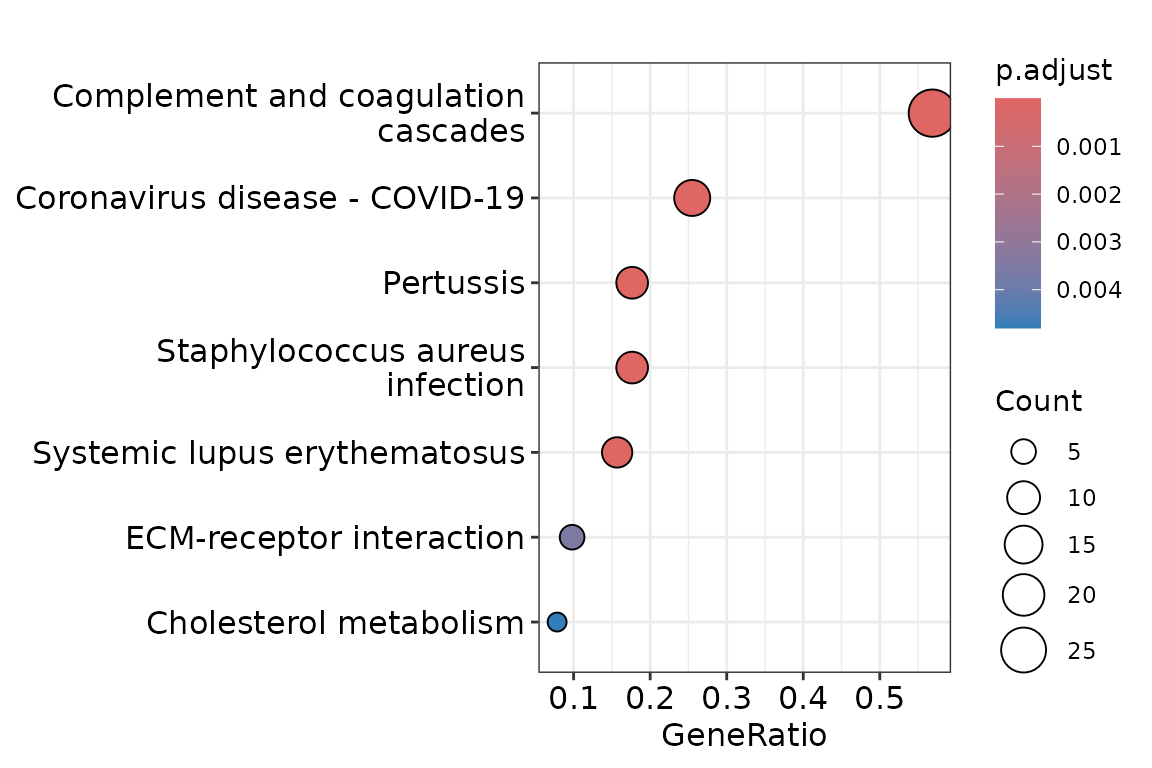 Complement and coagulation
cascades
Coronavirus disease - COVID-19
Pertussis
Staphylococcus aureus
infection
Systemic lupus erythematosus
ECM-receptor interaction
Cholesterol metabolism
0.1 0.2 0.3 0.4 0.5
GeneRatio
p.adjust
0.001
0.002
0.003
0.004
Count
5
10
15
20
25